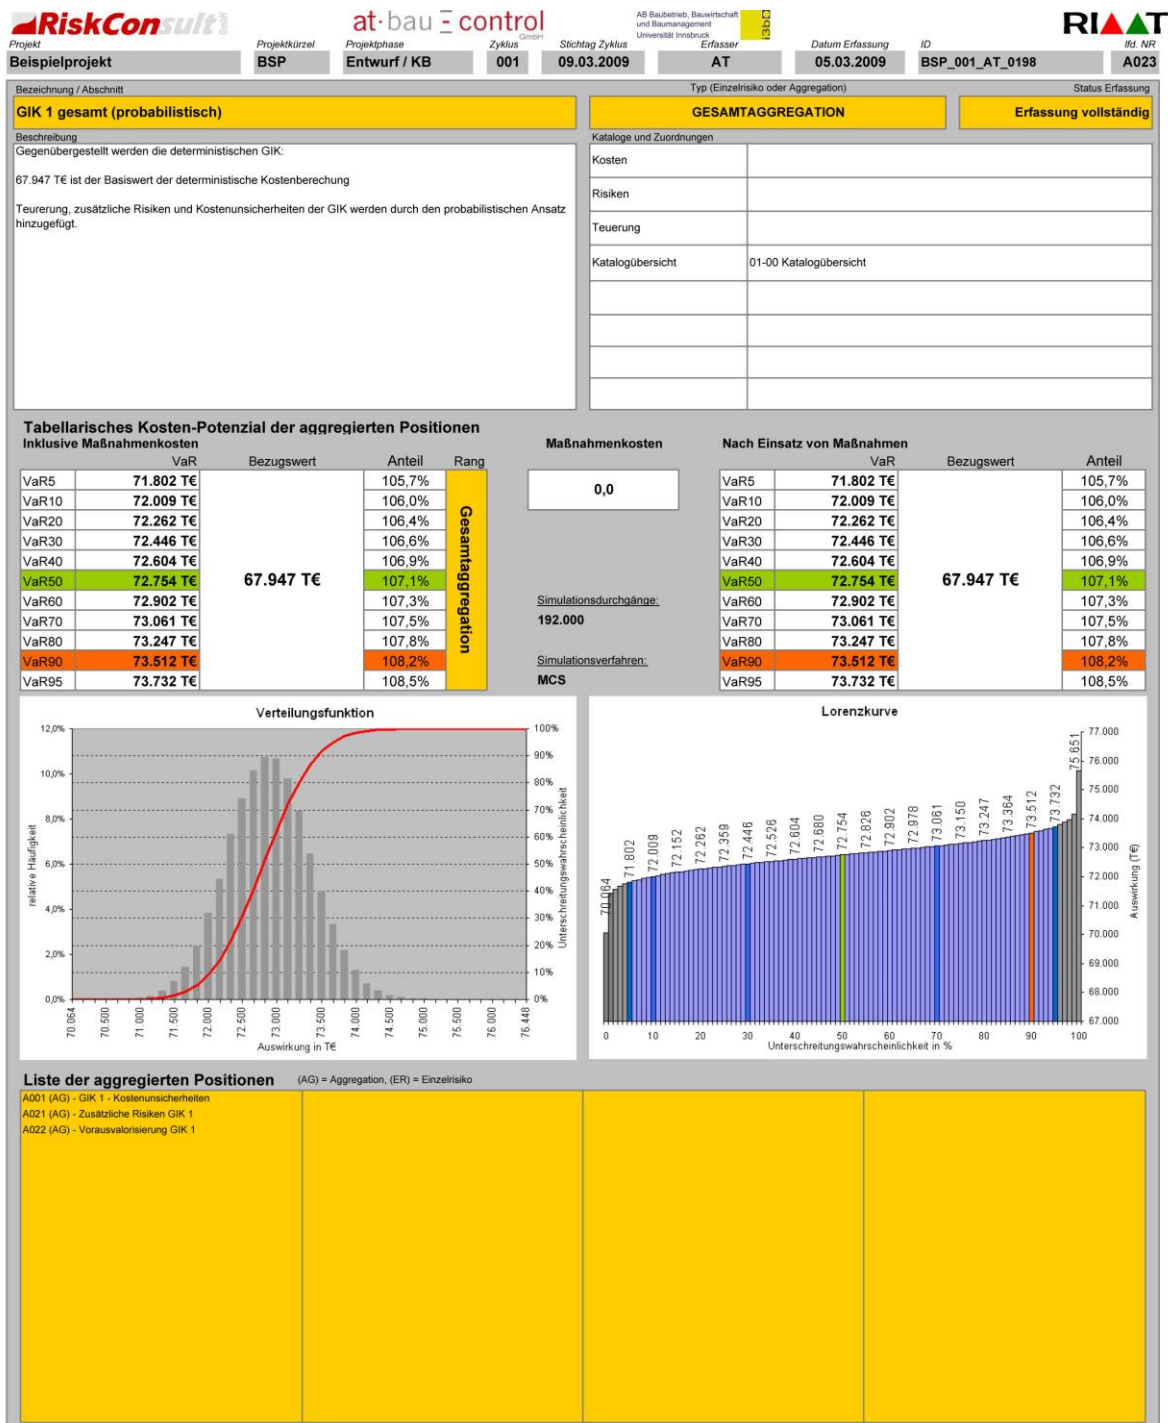 RiskConsult GmbH
at·bau control GmbH
AB Baubetrieb, Bauwirtschaft
und Baumanagement
Universität Innsbruck
i3b
RIAAT
Projekt Projektkürzel Projektphase Zyklus Stichtag Zyklus Erfasser Datum Erfassung ID lfd. NR
Beispielprojekt BSP Entwurf / KB 001 09.03.2009 AT 05.03.2009 BSP_001_AT_0198 A023
Bezeichnung / Abschnitt Typ (Einzelrisiko oder Aggregation) Status Erfassung
GIK 1 gesamt (probabilistisch) GESAMTAGGREGATION Erfassung vollständig
Beschreibung
Gegenübergestellt werden die deterministischen GIK:
67.947 T€ ist der Basiswert der deterministische Kostenberechung
Teurerung, zusätzliche Risiken und Kostenunsicherheiten der GIK werden durch den probabilistischen Ansatz
hinzugefügt.
Kataloge und Zuordnungen
Kosten
Risiken
Teuerung
Katalogübersicht 01-00 Katalogübersicht
Tabellarisches Kosten-Potenzial der aggregierten Positionen
Inklusive Maßnahmenkosten
VaR Bezugswert Anteil Rang
VaR5 71.802 T€ 105,7%
VaR10 72.009 T€ 106,0%
VaR20 72.262 T€ 106,4%
VaR30 72.446 T€ 106,6%
VaR40 72.604 T€ 106,9%
VaR50 72.754 T€ 67.947 T€ 107,1%
VaR60 72.902 T€ 107,3%
VaR70 73.061 T€ 107,5%
VaR80 73.247 T€ 107,8%
VaR90 73.512 T€ 108,2%
VaR95 73.732 T€ 108,5%
Gesamtaggregation
Maßnahmenkosten
0,0
Simulationsdurchgänge:
192.000
Simulationsverfahren:
MCS
Nach Einsatz von Maßnahmen
VaR Bezugswert Anteil
VaR5 71.802 T€ 105,7%
VaR10 72.009 T€ 106,0%
VaR20 72.262 T€ 106,4%
VaR30 72.446 T€ 106,6%
VaR40 72.604 T€ 106,9%
VaR50 72.754 T€ 67.947 T€ 107,1%
VaR60 72.902 T€ 107,3%
VaR70 73.061 T€ 107,5%
VaR80 73.247 T€ 107,8%
VaR90 73.512 T€ 108,2%
VaR95 73.732 T€ 108,5%
Verteilungsfunktion
relative Häufigkeit
12,0%
10,0%
8,0%
6,0%
4,0%
2,0%
0,0%
100%
90%
80%
70%
60%
50%
40%
30%
20%
10%
0%
Unterschreitungswahrscheinlichkeit
70.064 70.500 71.000 71.500 72.000 72.500 73.000 73.500 74.000 74.500 75.000 75.500 76.000 76.448
Auswirkung in T€
Lorenzkurve
70.064 71.802 72.009 72.152 72.262 72.359 72.446 72.526 72.604 72.680 72.754 72.826 72.902 72.978 73.061 73.150 73.247 73.364 73.512 73.732 75.651
77.000
76.000
75.000
74.000
73.000
72.000
71.000
70.000
69.000
68.000
67.000
Auswirkung (T€)
0 10 20 30 40 50 60 70 80 90 100
Unterschreitungswahrscheinlichkeit in %
Liste der aggregierten Positionen (AG) = Aggregation, (ER) = Einzelrisiko
A001 (AG) - GIK 1 - Kostenunsicherheiten
A021 (AG) - Zusätzliche Risiken GIK 1
A022 (AG) - Vorausvalorisierung GIK 1